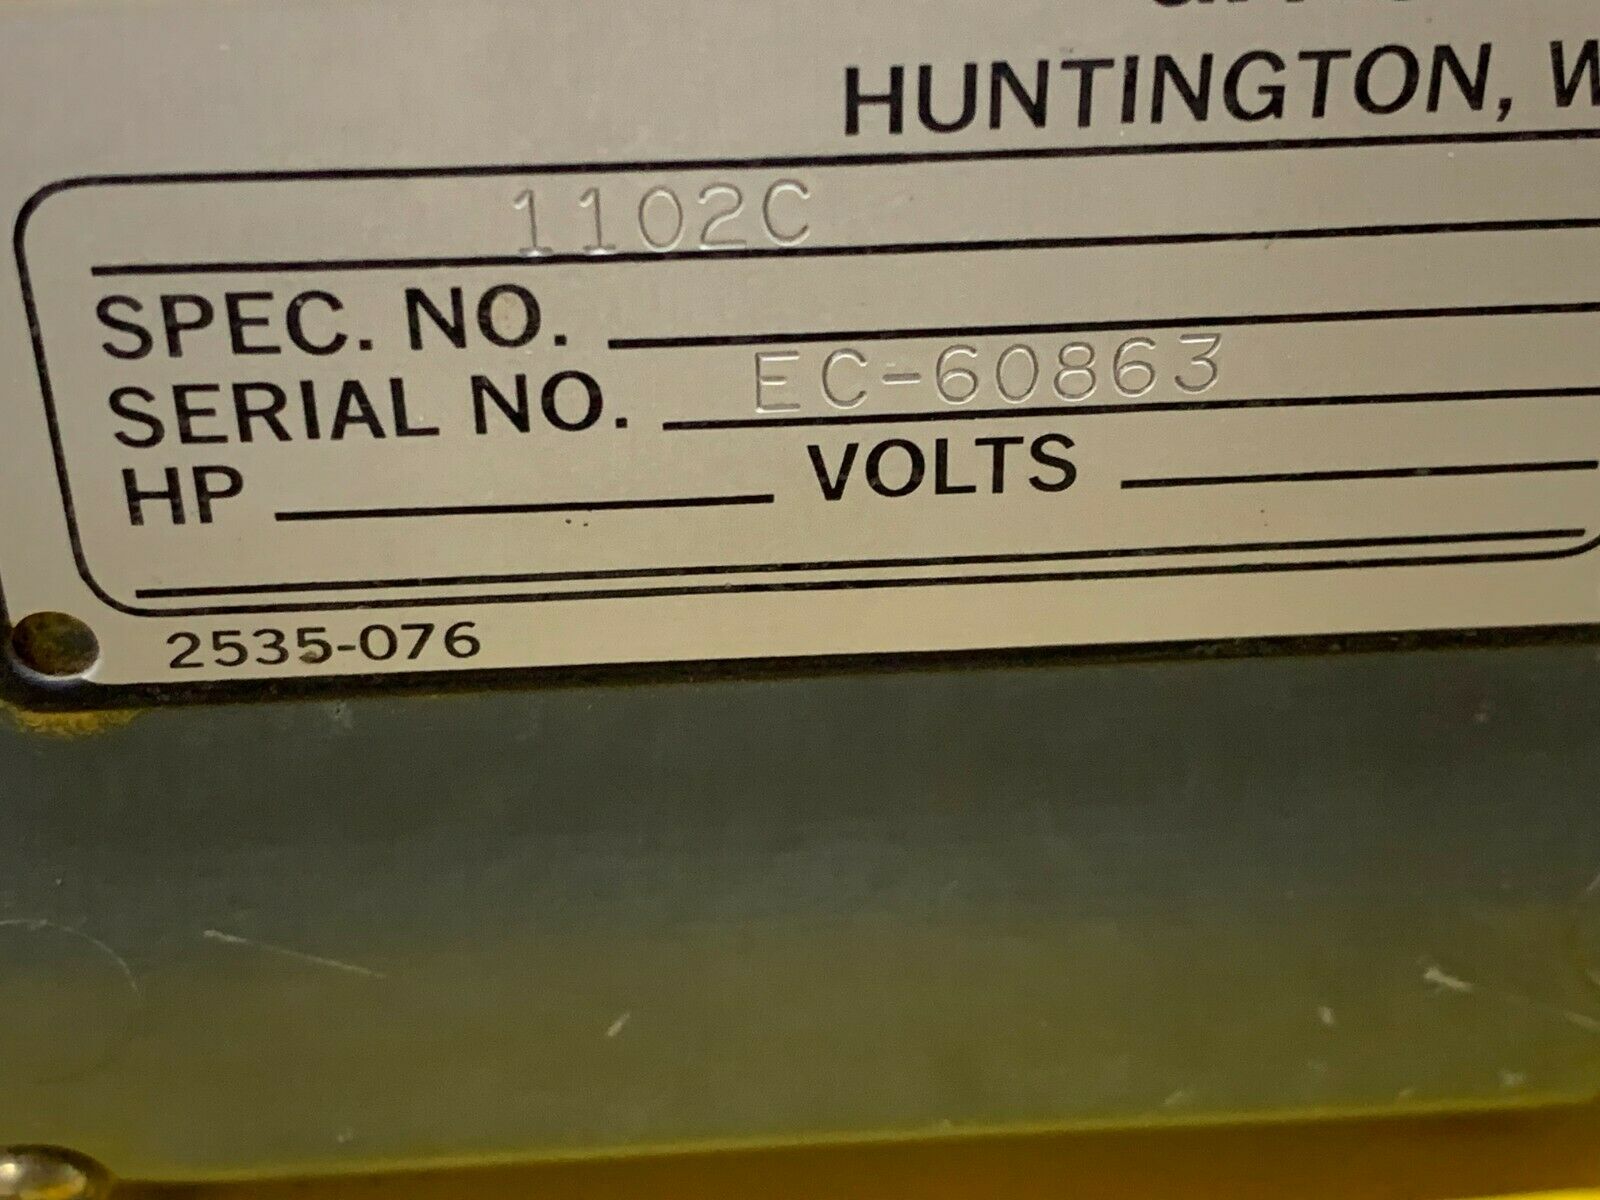 HUNTINGTON, W
1102C
SPEC. NO.
SERIAL NO. EC-60863
HP VOLTS
2535-076